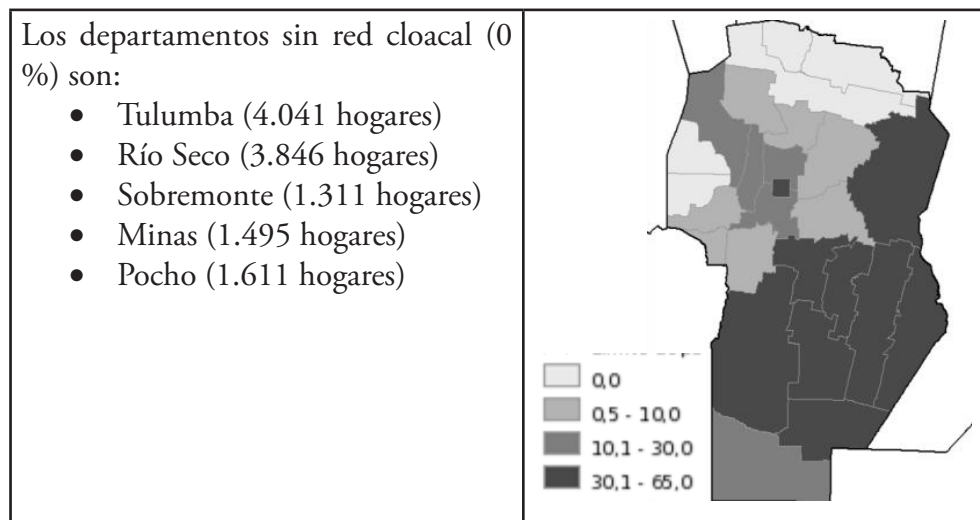 Los departamentos sin red cloacal (0
%) son:
• Tulumba (4.041 hogares)
• Río Seco (3.846 hogares)
• Sobremonte (1.311 hogares)
• Minas (1.495 hogares)
• Pocho (1.611 hogares)
0,0
0,5 - 10,0
10,1 - 30,0
30,1 - 65,0